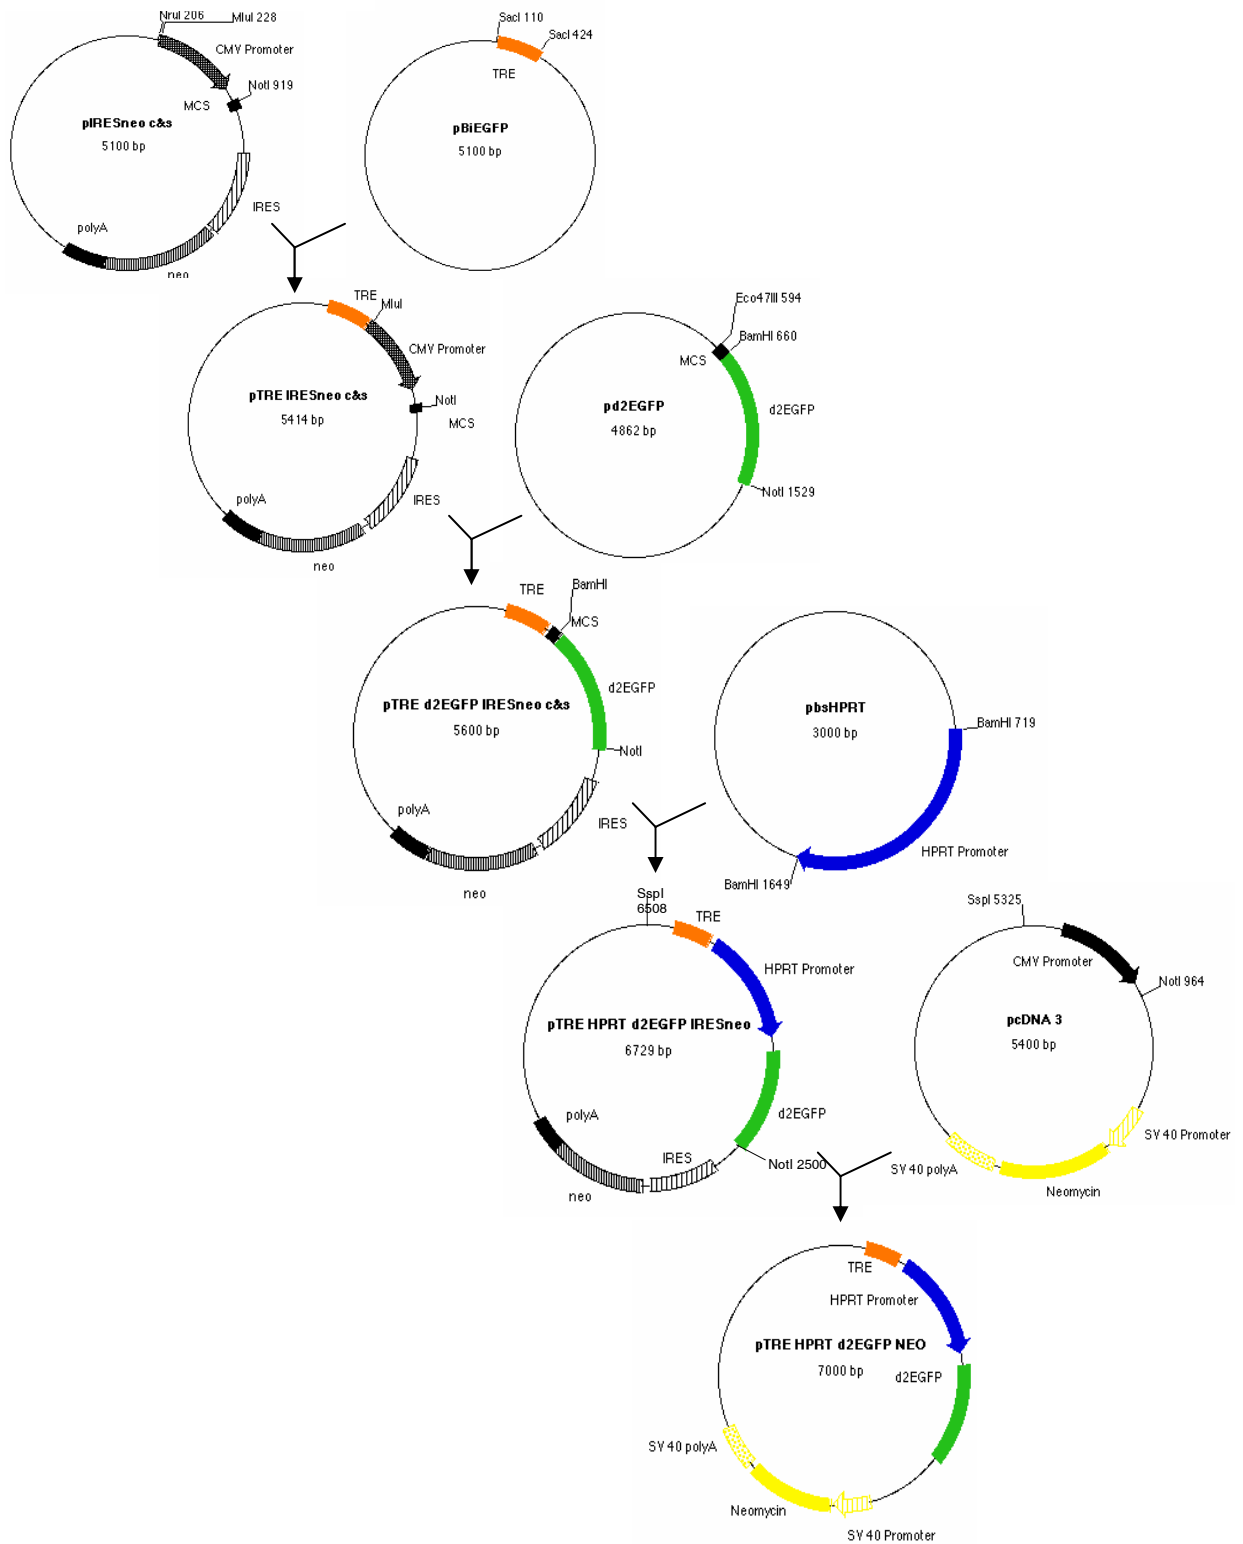 NruI 206
MluI 228
CMV Promoter
NotI 919
MCS
pIRESneo c&s
5100 bp
IRES
polyA
neo
SacI 110
SacI 424
TRE
pBiEGFP
5100 bp
TRE
MluI
CMV Promoter
pTRE IRESneo c&s
5414 bp
NotI
MCS
IRES
polyA
neo
Eco47III 594
BamHI 660
MCS
pd2EGFP
4862 bp
d2EGFP
NotI 1529
TRE
BamHI
MCS
d2EGFP
pTRE d2EGFP IRESneo c&s
5600 bp
NotI
polyA
IRES
neo
pbsHPRT
3000 bp
BamHI 719
HPRT Promoter
BamHI 1649
SspI
6508
TRE
HPRT Promoter
pTRE HPRT d2EGFP IRESneo
6729 bp
polyA
d2EGFP
IRES
NotI 2500
neo
SspI 5325
CMV Promoter
NotI 964
pcDNA 3
5400 bp
SV 40 Promoter
SV 40 polyA
Neomycin
TRE
HPRT Promoter
pTRE HPRT d2EGFP NEO
7000 bp
d2EGFP
SV 40 polyA
Neomycin
SV 40 Promoter